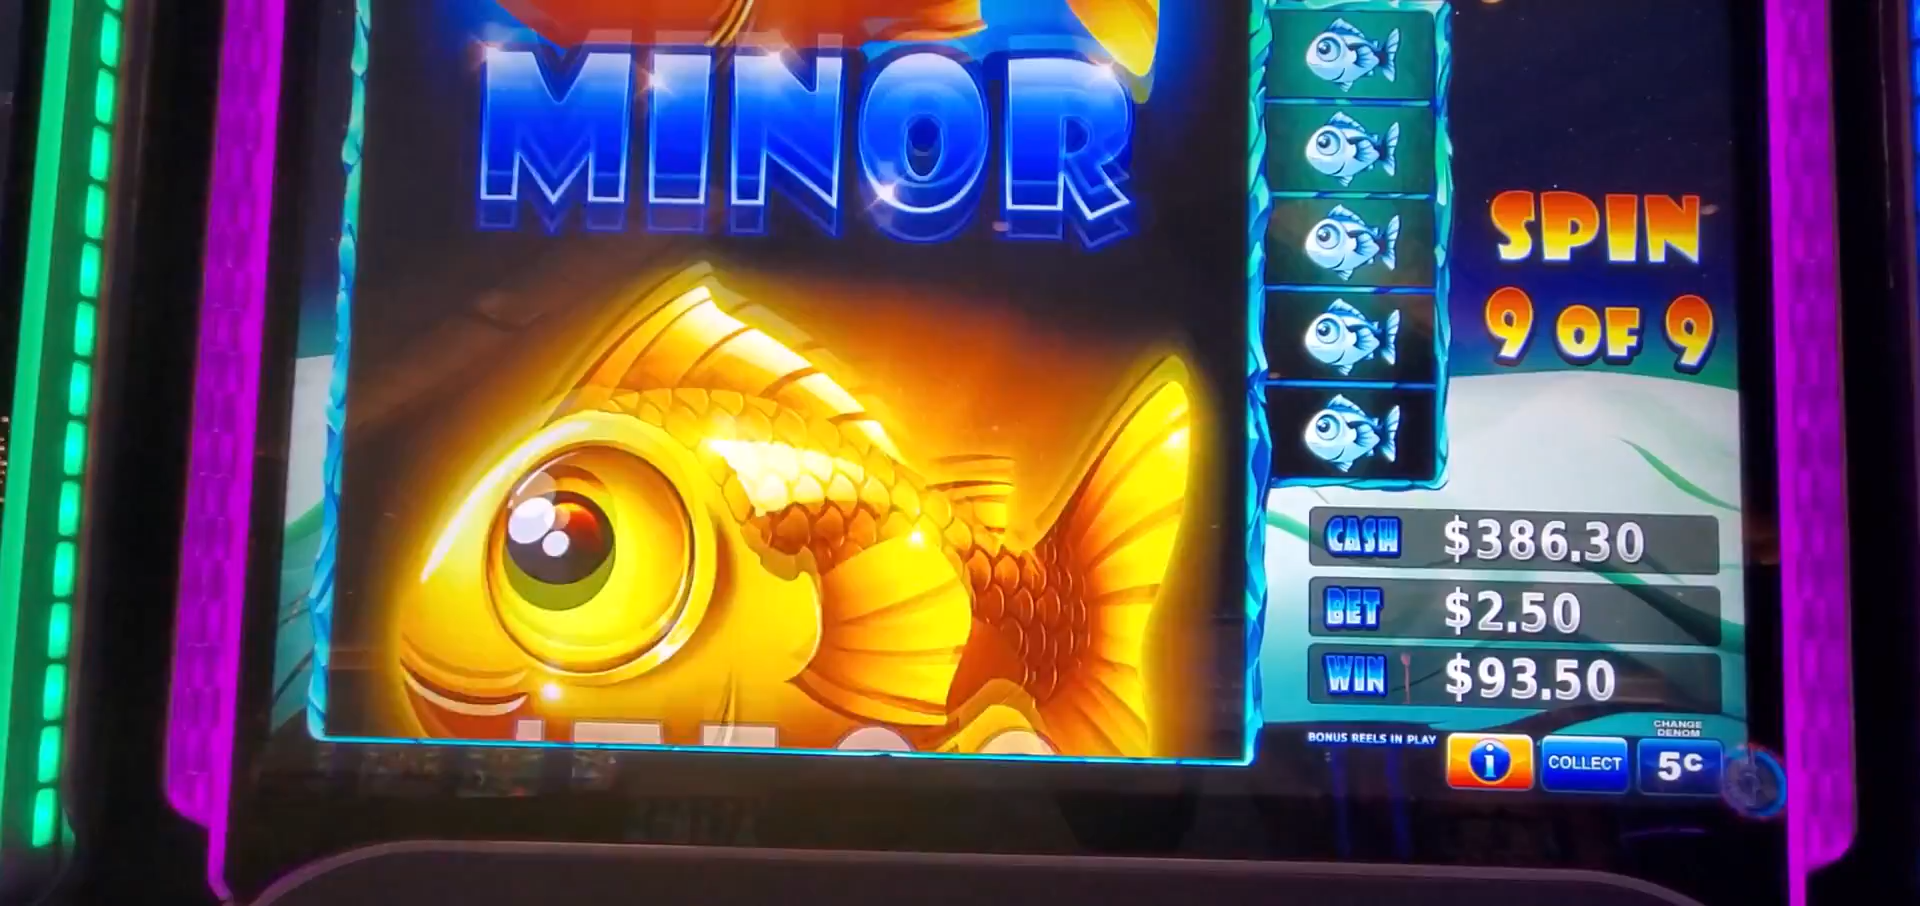 MINOR
SPIN
9 OF 9
CASH $386.30
BET $2.50
WIN $93.50
BONUS REELS IN PLAY
i
COLLECT
CHANGE
DENOM
5¢